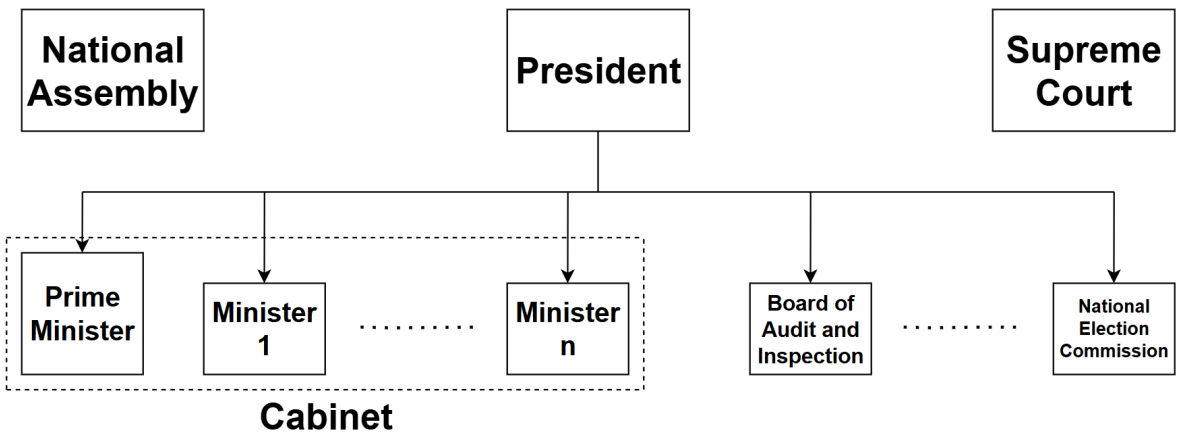 National
Assembly
President
Supreme
Court
Prime
Minister
Minister
1
.........
Minister
n
Board of
Audit and
Inspection
.........
National
Election
Commission
Cabinet